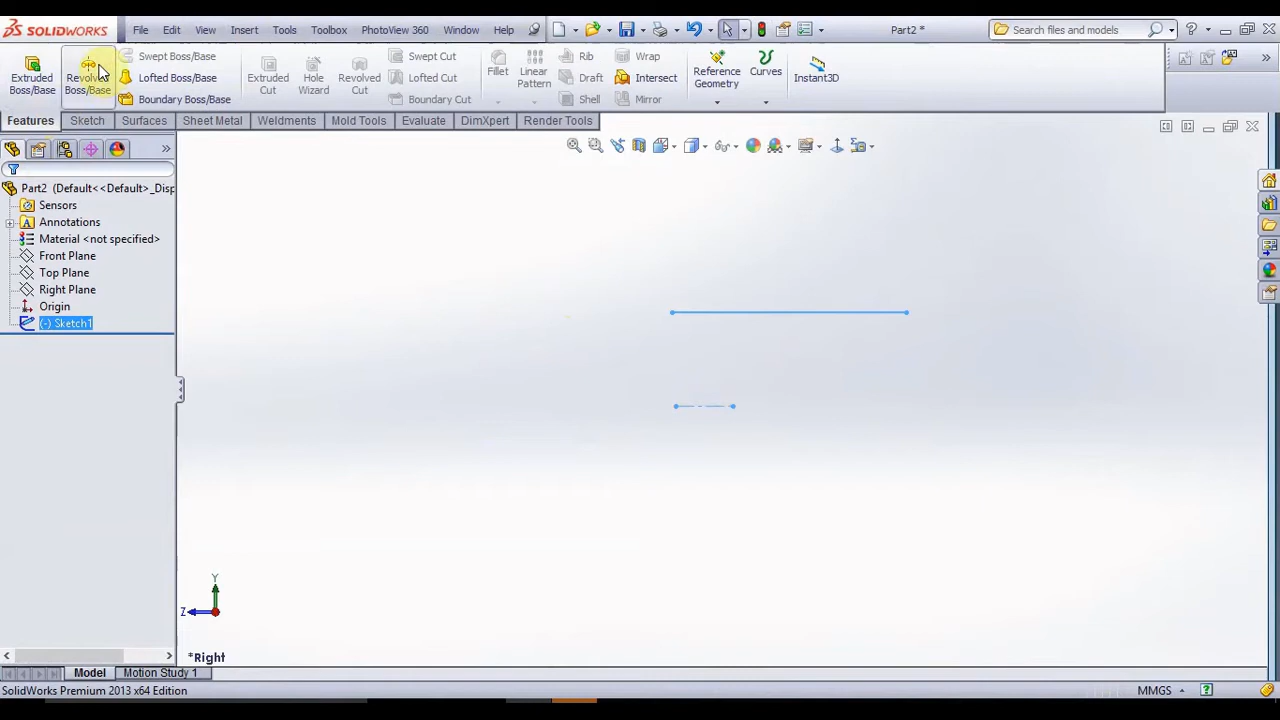 SOLIDWORKS File Edit View Insert Tools Toolbox PhotoView 360 Window Help Part2 * Search files and models
Extruded Boss/Base
Revolved Boss/Base
Swept Boss/Base
Lofted Boss/Base
Boundary Boss/Base
Extruded Cut
Hole Wizard
Revolved Cut
Swept Cut
Lofted Cut
Boundary Cut
Fillet
Linear Pattern
Rib
Draft
Shell
Wrap
Intersect
Mirror
Reference Geometry
Curves
Instant3D
Features Sketch Surfaces Sheet Metal Weldments Mold Tools Evaluate DimXpert Render Tools
Part2 (Default<<Default>_Disp
Sensors
Annotations
Material <not specified>
Front Plane
Top Plane
Right Plane
Origin
(-) Sketch1
Y
Z
*Right
Model Motion Study 1
SolidWorks Premium 2013 x64 Edition MMGS